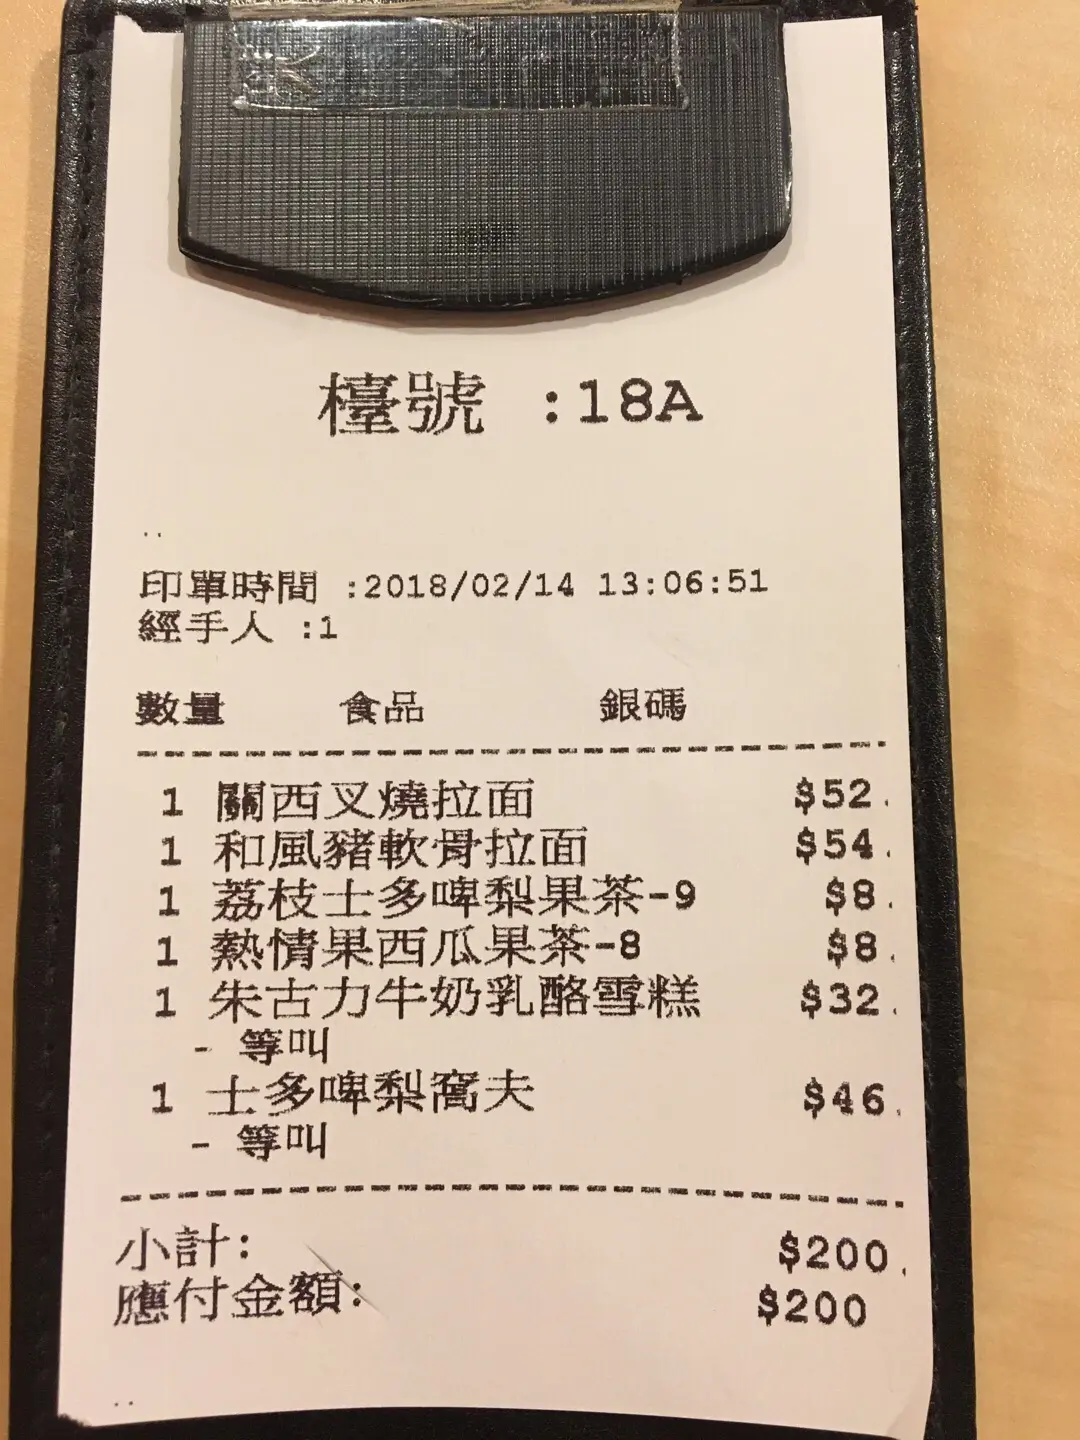 檯號 :18A
..
印單時間 :2018/02/14 13:06:51
經手人 :1
數量 食品 銀碼
1 關西叉燒拉面 $52.
1 和風豬軟骨拉面 $54.
1 荔枝士多啤梨果茶-9 $8.
1 熱情果西瓜果茶-8 $8.
1 朱古力牛奶乳酪雪糕 $32.
- 等叫
1 士多啤梨窩夫 $46.
- 等叫
小計: $200.
應付金額: $200
..